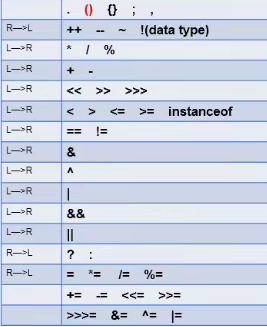 . () {} ; ,
R—>L ++ -- ~ !(data type)
L—>R * / %
L—>R + -
L—>R << >> >>>
L—>R < > <= >= instanceof
L—>R == !=
L—>R &
L—>R ^
L—>R |
L—>R &&
L—>R ||
R—>L ? :
R—>L = *= /= %=
+= -= <<= >>=
>>>= &= ^= |=